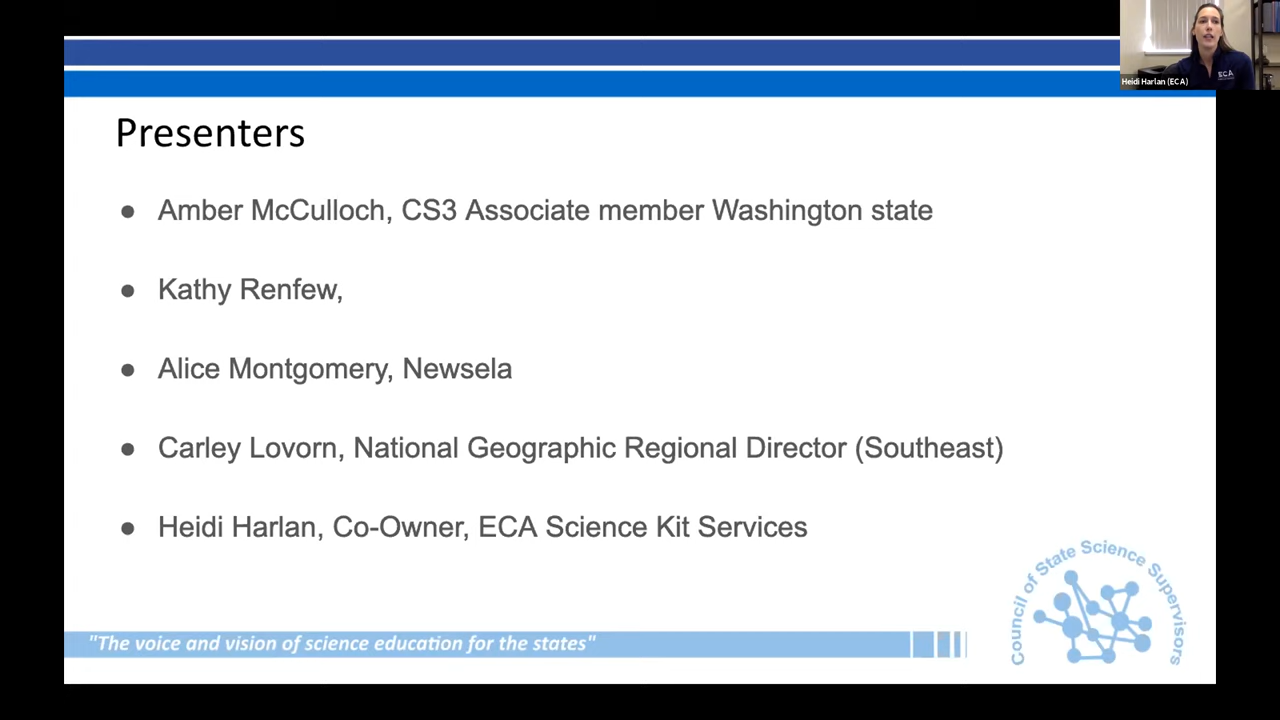 ECA
Heidi Harlan (ECA)
Presenters
● Amber McCulloch, CS3 Associate member Washington state
● Kathy Renfew,
● Alice Montgomery, Newsela
● Carley Lovorn, National Geographic Regional Director (Southeast)
● Heidi Harlan, Co-Owner, ECA Science Kit Services
"The voice and vision of science education for the states"
Council of State Science Supervisors